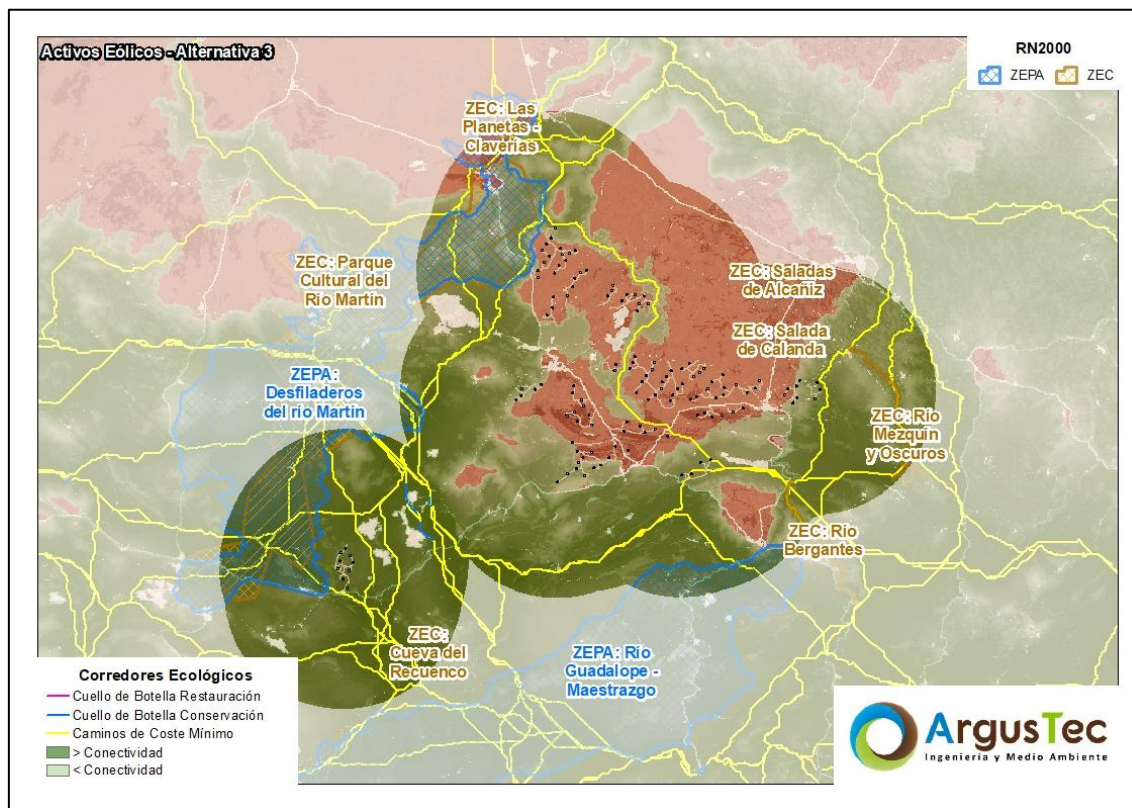 Activos Eólicos - Alternativa 3
RN2000
ZEPA
ZEC
ZEC: Las
Planetas -
Claverías
ZEC: Parque
Cultural del
Río Martín
ZEC: Saladas
de Alcañiz
ZEC: Salada
de Calanda
ZEPA:
Desfiladeros
del río Martín
ZEC: Río
Mezquín
y Oscuros
ZEC: Río
Bergantes
ZEC:
Cueva del
Recuenco
ZEPA: Río
Guadalope -
Maestrazgo
Corredores Ecológicos
Cuello de Botella Restauración
Cuello de Botella Conservación
Caminos de Coste Mínimo
> Conectividad
< Conectividad
ArgusTec
Ingeniería y Medio Ambiente